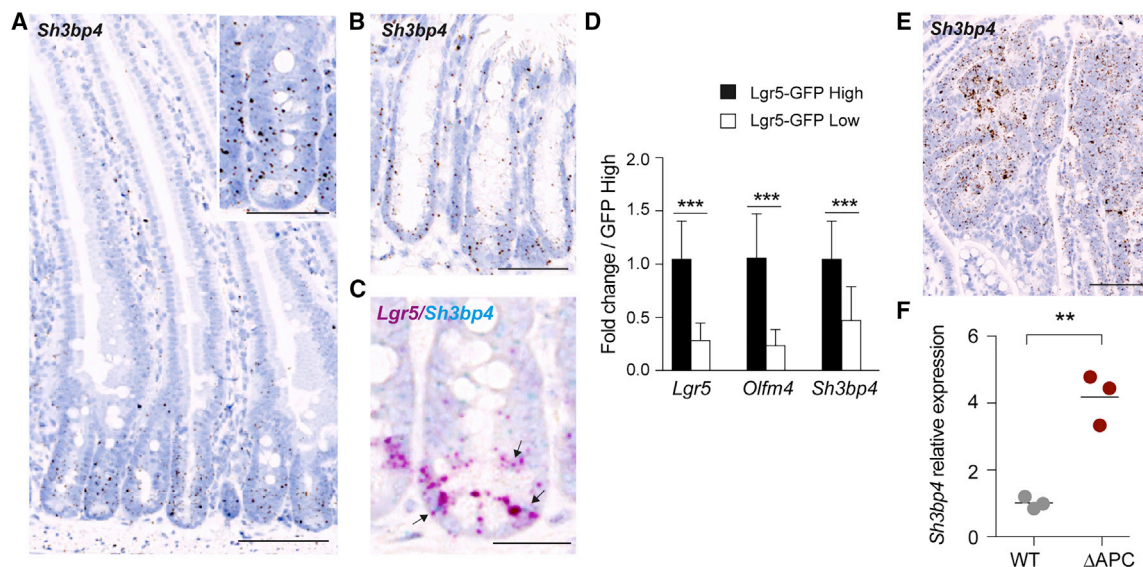 A
Sh3bp4
B
Sh3bp4
C
Lgr5/Sh3bp4
D
Lgr5-GFP High
Lgr5-GFP Low
Fold change / GFP High
2.0
1.5
1.0
0.5
0.0
***
***
***
Lgr5
Olfm4
Sh3bp4
E
Sh3bp4
F
Sh3bp4 relative expression
6
4
2
0
**
WT
ΔAPC